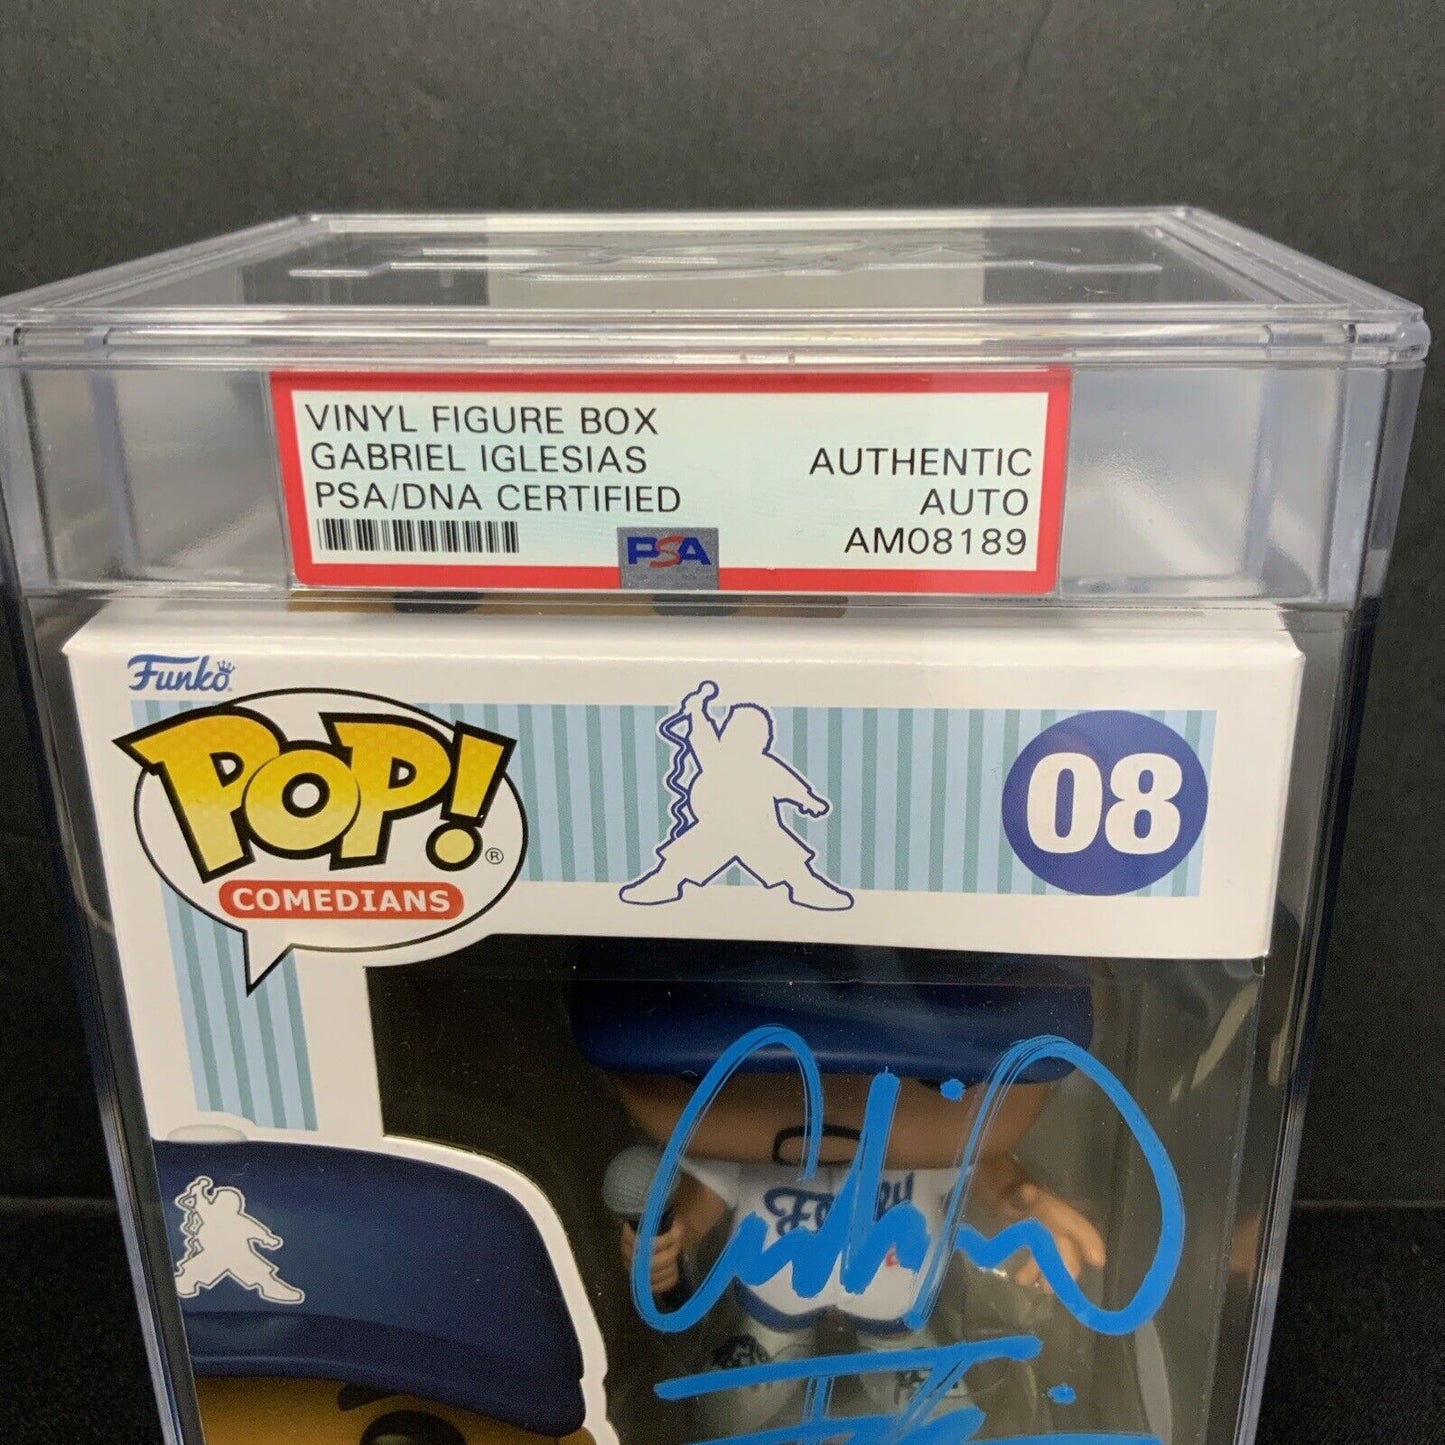 VINYL FIGURE BOX
GABRIEL IGLESIAS
PSA/DNA CERTIFIED
AUTHENTIC
AUTO
AM08189
PSA
Funko
POP!®
COMEDIANS
08